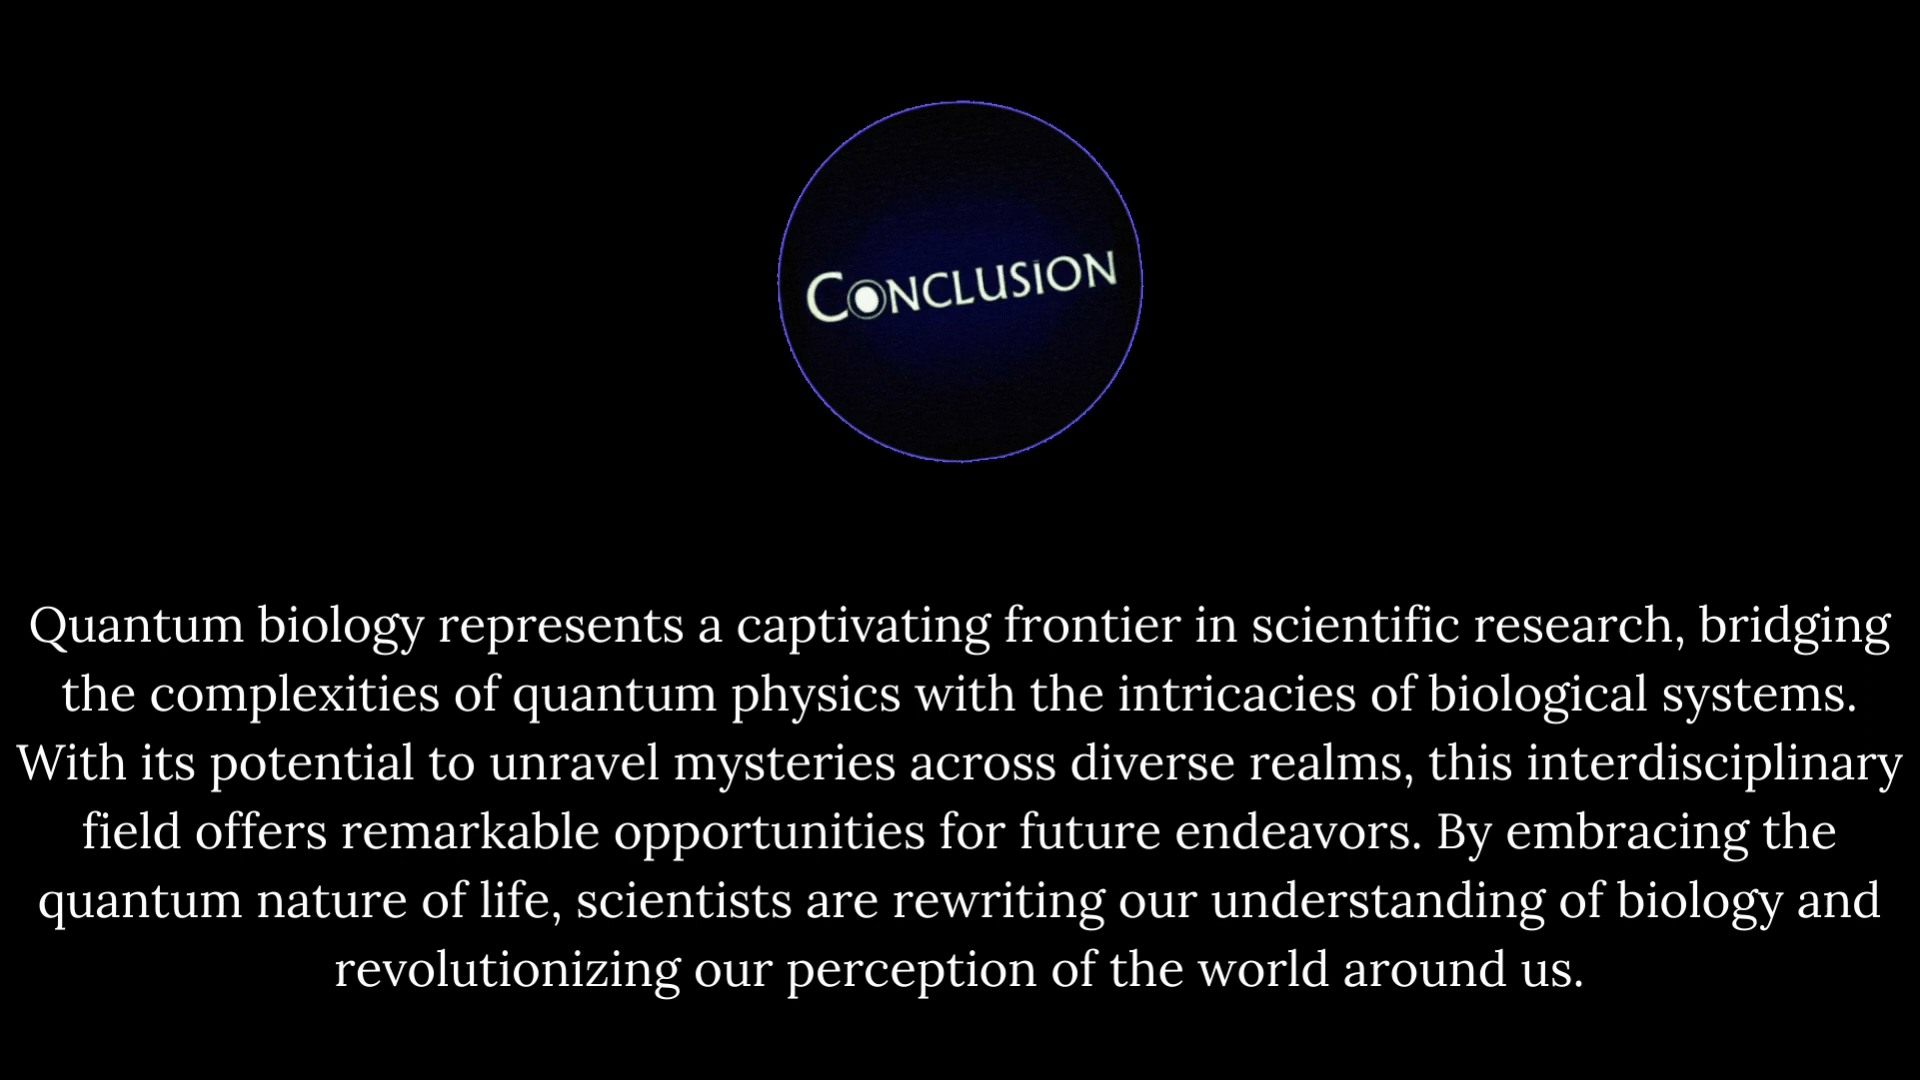 CONCLUSION
Quantum biology represents a captivating frontier in scientific research, bridging
the complexities of quantum physics with the intricacies of biological systems.
With its potential to unravel mysteries across diverse realms, this interdisciplinary
field offers remarkable opportunities for future endeavors. By embracing the
quantum nature of life, scientists are rewriting our understanding of biology and
revolutionizing our perception of the world around us.